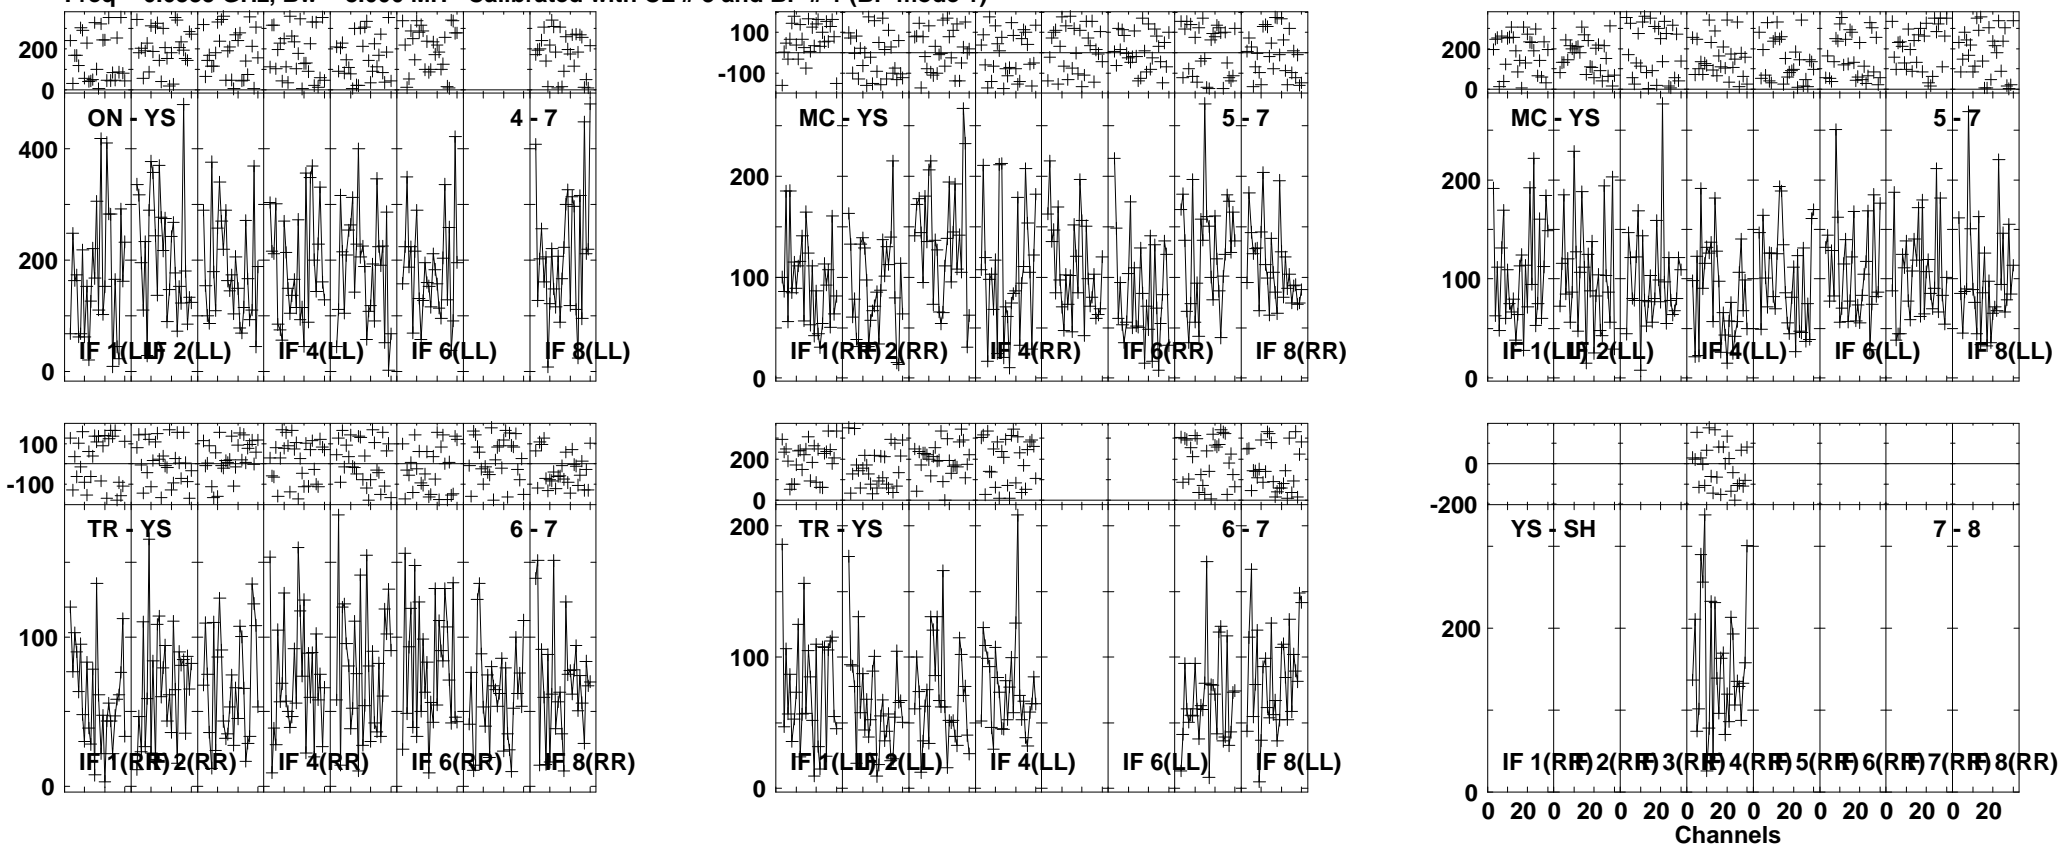 200
0
ON - YS
4 - 7
400
200
0
IF 1(LL)
IF 2(LL)
IF 4(LL)
IF 6(LL)
IF 8(LL)
100
-100
MC - YS
5 - 7
200
100
0
IF 1(RR)
IF 2(RR)
IF 4(RR)
IF 6(RR)
IF 8(RR)
200
0
MC - YS
5 - 7
200
100
0
IF 1(LL)
IF 2(LL)
IF 4(LL)
IF 6(LL)
IF 8(LL)
100
-100
TR - YS
6 - 7
100
0
IF 1(RR)
IF 2(RR)
IF 4(RR)
IF 6(RR)
IF 8(RR)
200
0
TR - YS
6 - 7
200
100
0
IF 1(LL)
IF 2(LL)
IF 4(LL)
IF 6(LL)
IF 8(LL)
0
-200
YS - SH
7 - 8
200
0
IF 1(RR)
IF 2(RR)
IF 3(RR)
IF 4(RR)
IF 5(RR)
IF 6(RR)
IF 7(RR)
IF 8(RR)
0 20 0 20 0 20 0 20 0 20 0 20 0 20 0 20
Channels